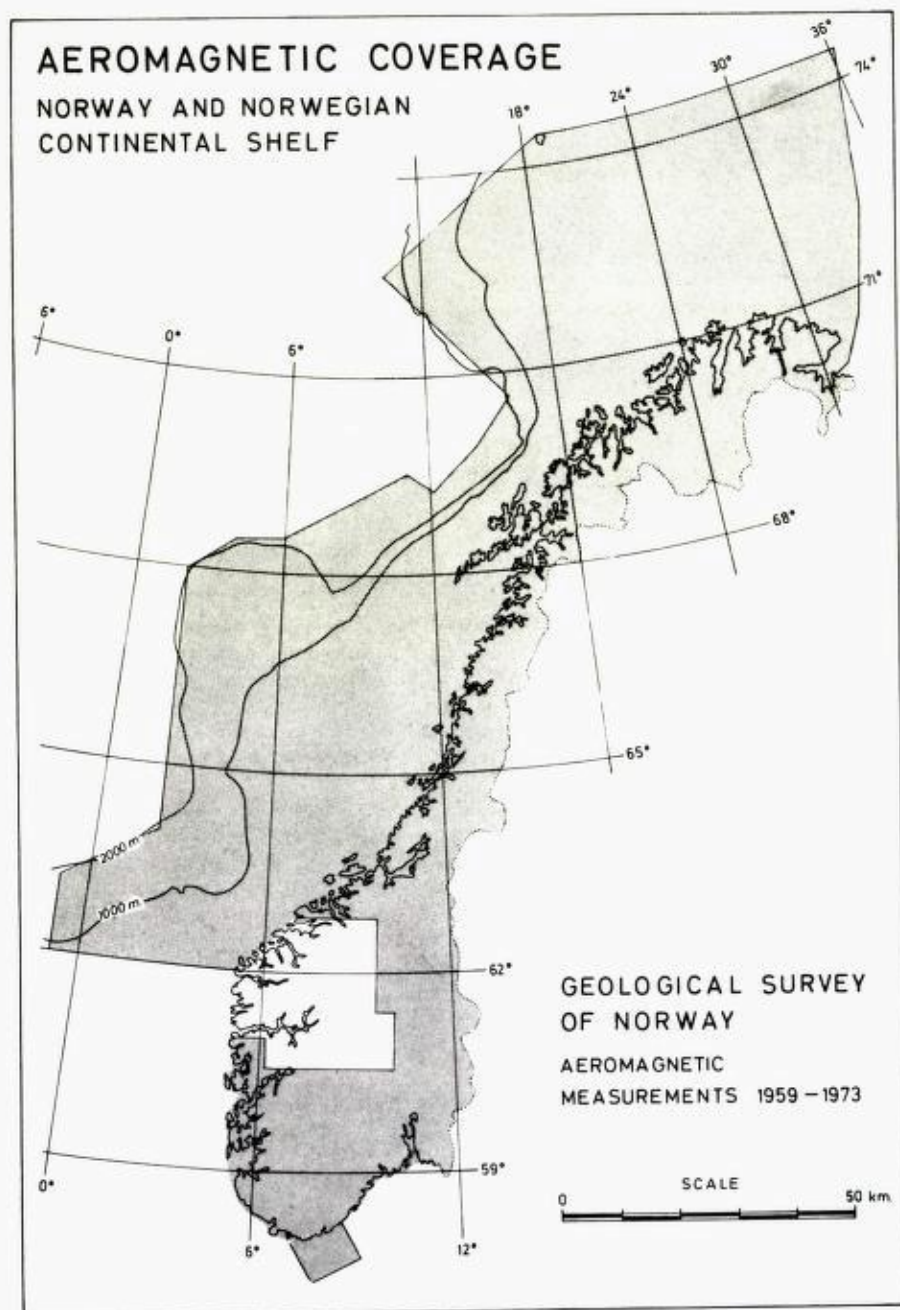 AEROMAGNETIC COVERAGE
NORWAY AND NORWEGIAN
CONTINENTAL SHELF
36°
30°
74°
24°
18°
71°
6°
0°
6°
68°
65°
2000 m
1000 m
62°
GEOLOGICAL SURVEY
OF NORWAY
AEROMAGNETIC
MEASUREMENTS 1959–1973
59°
SCALE
0°
0 50 km
6°
12°